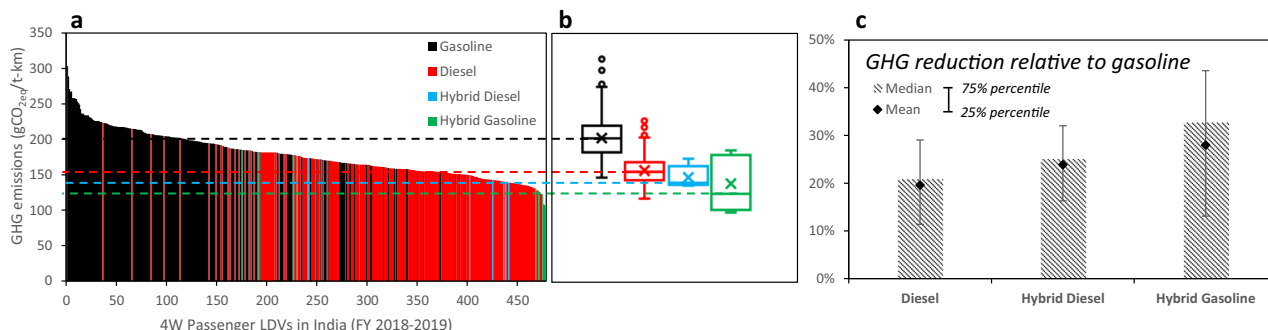 a
GHG emissions (gCO2eq/t-km)
350
300
250
200
150
100
50
0
0 50 100 150 200 250 300 350 400 450
4W Passenger LDVs in India (FY 2018-2019)
Gasoline
Diesel
Hybrid Diesel
Hybrid Gasoline
b
c
50%
40%
30%
20%
10%
0%
GHG reduction relative to gasoline
Median
Mean
75% percentile
25% percentile
Diesel Hybrid Diesel Hybrid Gasoline